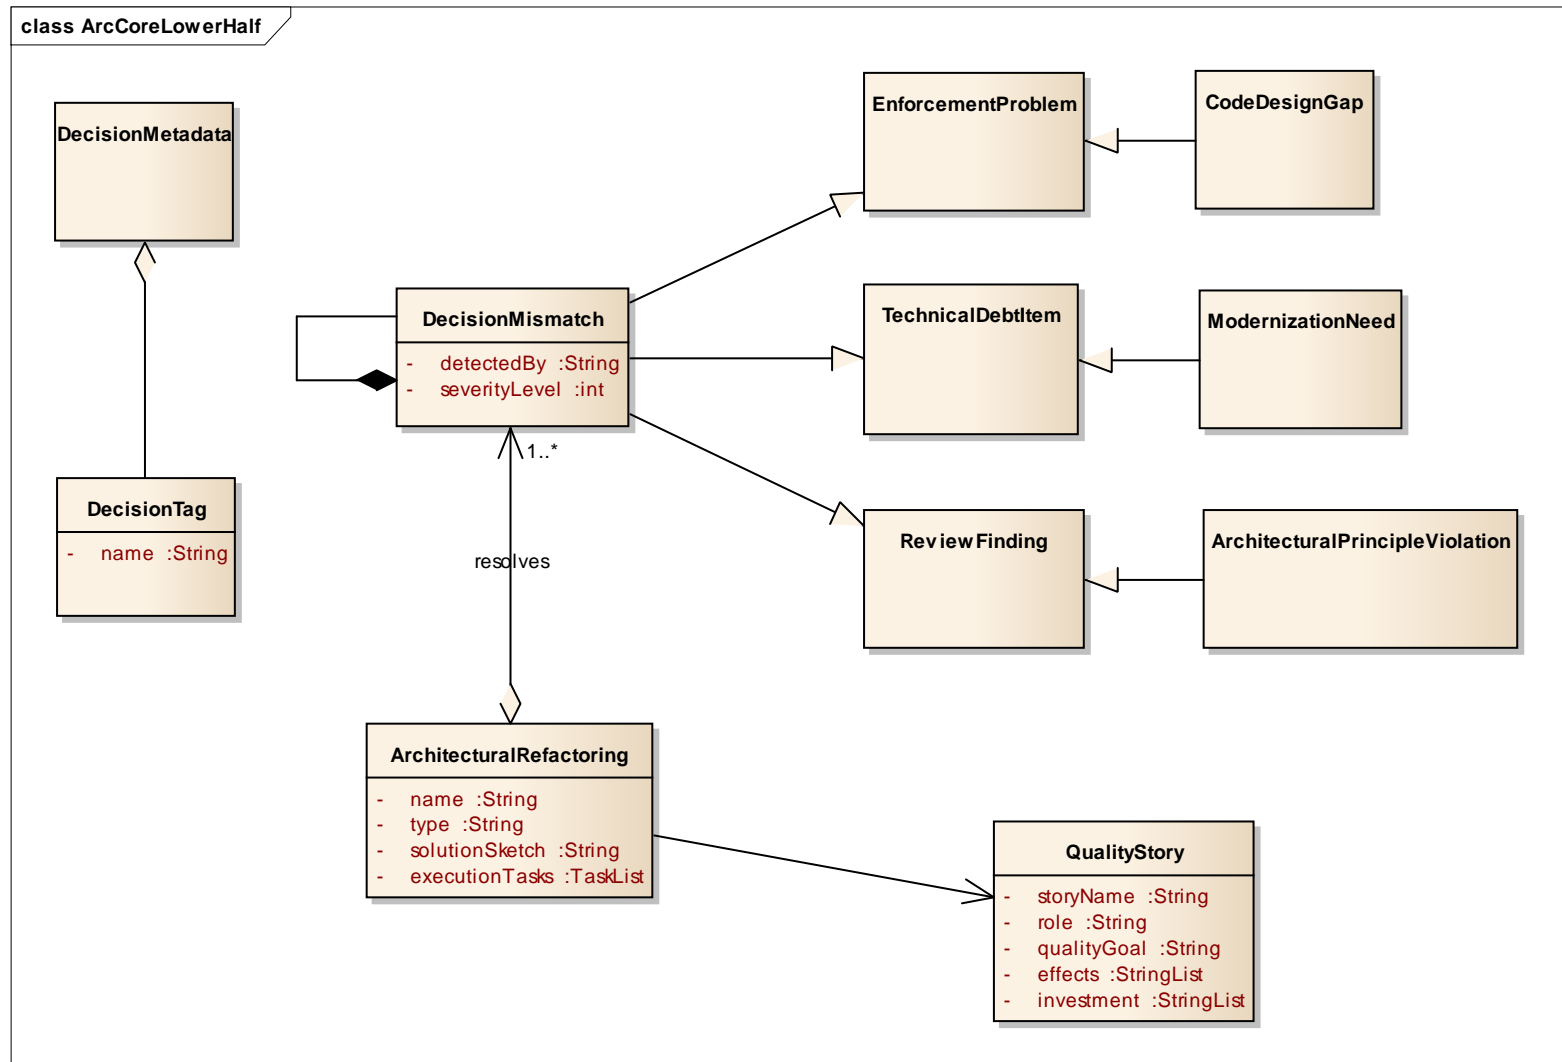 class ArcCoreLowerHalf
DecisionMetadata
EnforcementProblem
CodeDesignGap
DecisionMismatch
- detectedBy :String
- severityLevel :int
TechnicalDebtItem
ModernizationNeed
1..*
DecisionTag
- name :String
resolves
ReviewFinding
ArchitecturalPrincipleViolation
ArchitecturalRefactoring
- name :String
- type :String
- solutionSketch :String
- executionTasks :TaskList
QualityStory
- storyName :String
- role :String
- qualityGoal :String
- effects :StringList
- investment :StringList